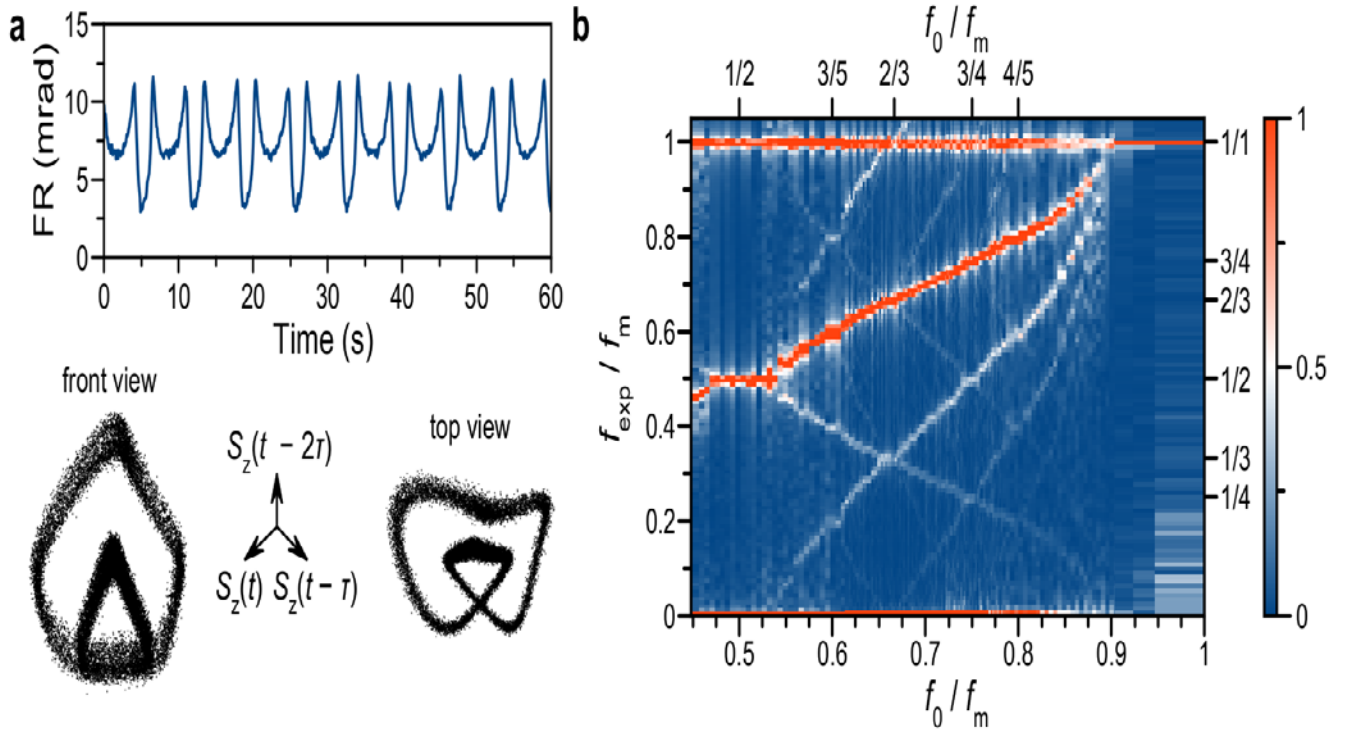 a
15
10
5
0
FR (mrad)
0 10 20 30 40 50 60
Time (s)
front view
top view
S_z(t − 2τ)
S_z(t) S_z(t − τ)
b
f_0 / f_m
1/2 3/5 2/3 3/4 4/5
1
0.8
0.6
0.4
0.2
0
f_exp / f_m
1/1
3/4
2/3
1/2
1/3
1/4
0.5 0.6 0.7 0.8 0.9 1
f_0 / f_m
1
0.5
0